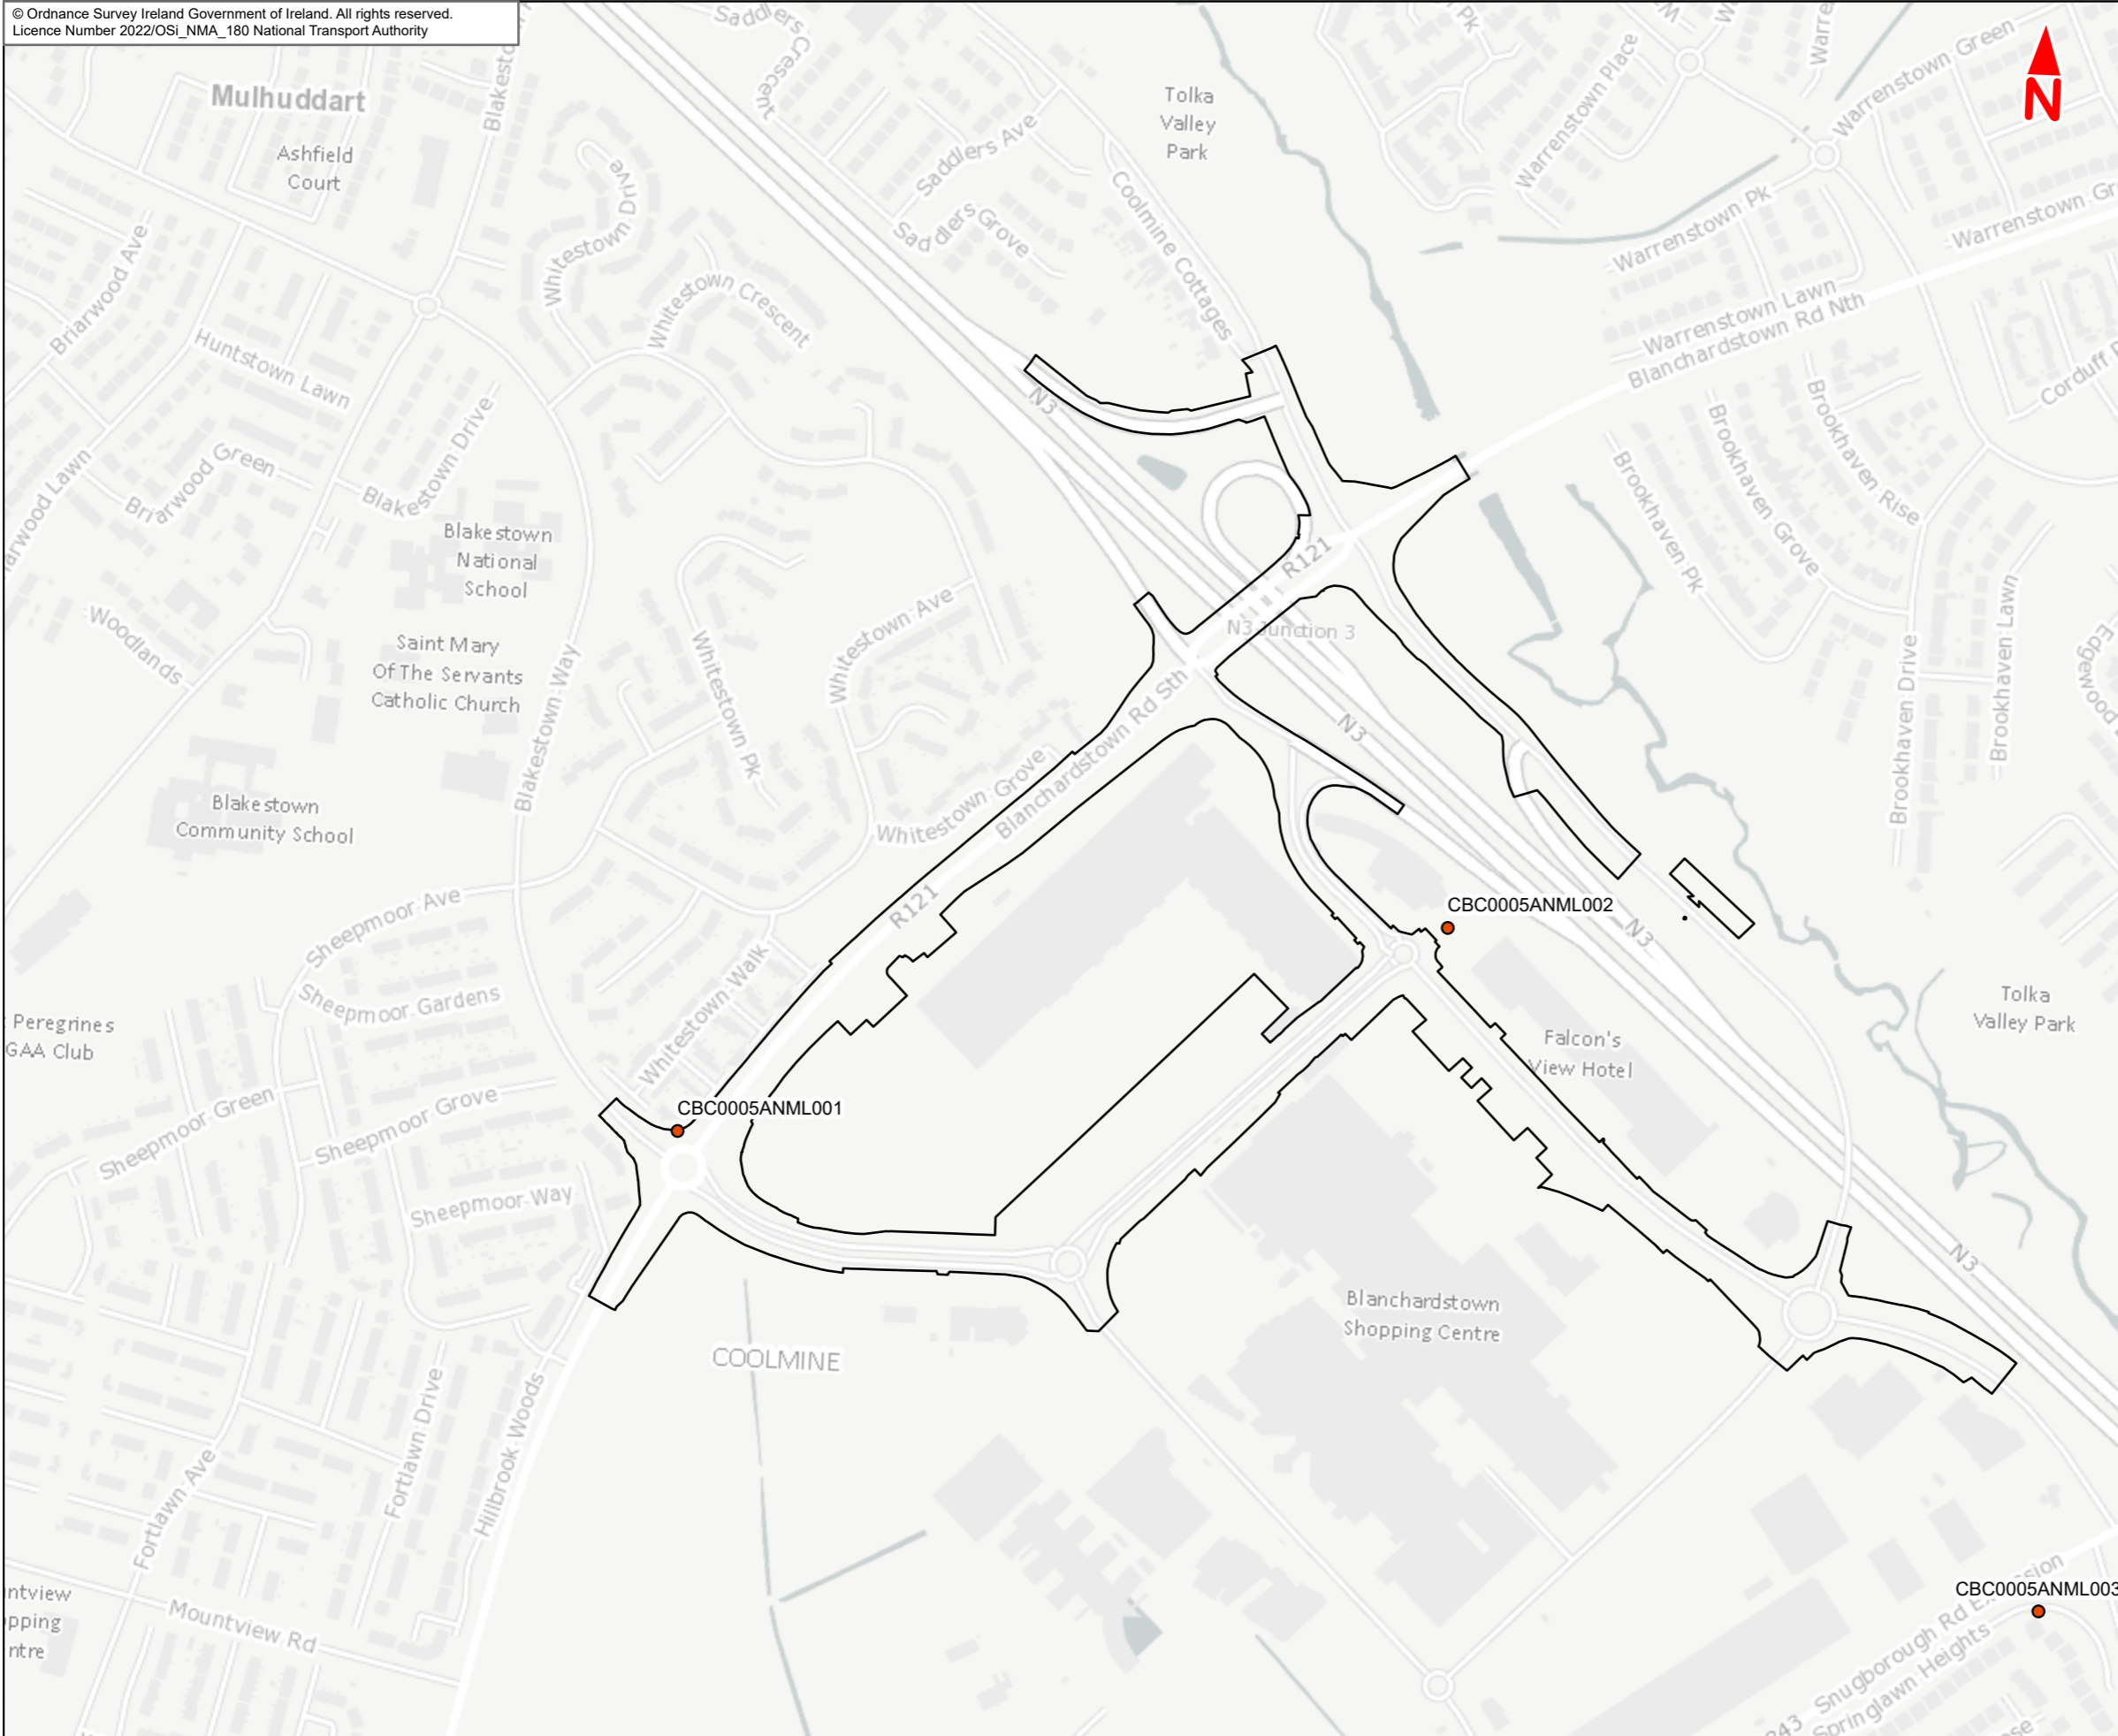 © Ordnance Survey Ireland Government of Ireland. All rights reserved.
Licence Number 2022/OSi_NMA_180 National Transport Authority
N
Mulhuddart
Ashfield
Court
Saddlers
Crescent
Saddlers Ave
Saddlers Grove
Coolmine Cottages
Tolka
Valley
Park
Warrenstown Place
Warrenstown Green
Warrenstown Pk
Warrenstown Lawn
Blanchardstown Rd Nth
Briarwood Ave
Huntstown Lawn
Briarwood Green
Blakestown Drive
Whitestown Drive
Whitestown Crescent
N3
R121
N3 Junction 3
Brookhaven Pk
Brookhaven Grove
Brookhaven Rise
Brookhaven Drive
Brookhaven Lawn
Blakestown
National
School
Saint Mary
Of The Servants
Catholic Church
Woodlands
Blakestown Way
Whitestown Pk
Whitestown Ave
Whitestown Grove
Blanchardstown Rd Sth
N3
Blakestown
Community School
R121
Sheepmoor Ave
Sheepmoor Gardens
Whitestown Walk
CBC0005ANML002
N3
Tolka
Valley Park
Peregrines
GAA Club
Falcon's
View Hotel
Sheepmoor Green
Sheepmoor Grove
Sheepmoor Way
CBC0005ANML001
N3
Blanchardstown
Shopping Centre
COOLMINE
Fortlawn Drive
Fortlawn Ave
Hillbrook Woods
Mountview Rd
CBC0005ANML003
Snugborough Rd
Springlawn Heights